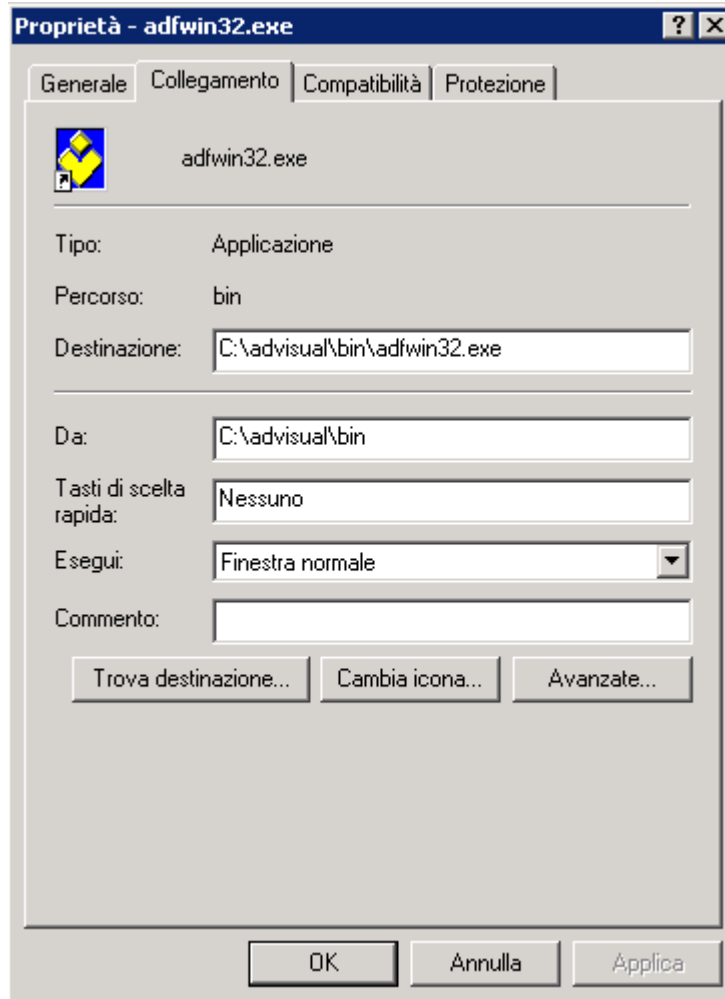 Proprietà - adfwin32.exe
Generale Collegamento Compatibilità Protezione
adfwin32.exe
Tipo: Applicazione
Percorso: bin
Destinazione: C:\advisual\bin\adfwin32.exe
Da: C:\advisual\bin
Tasti di scelta
rapida: Nessuno
Esegui: Finestra normale
Commento:
Trova destinazione... Cambia icona... Avanzate...
OK Annulla Applica